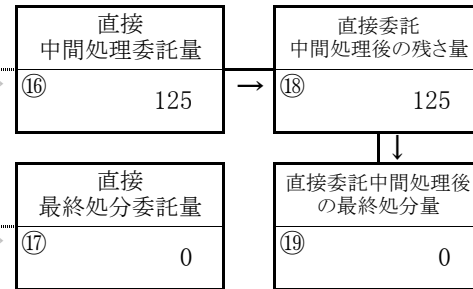 直接
中間処理委託量
⑯
125
→
直接委託
中間処理後の残さ量
⑱
125
↓
直接
最終処分委託量
⑰
0
直接委託中間処理後
の最終処分量
⑲
0